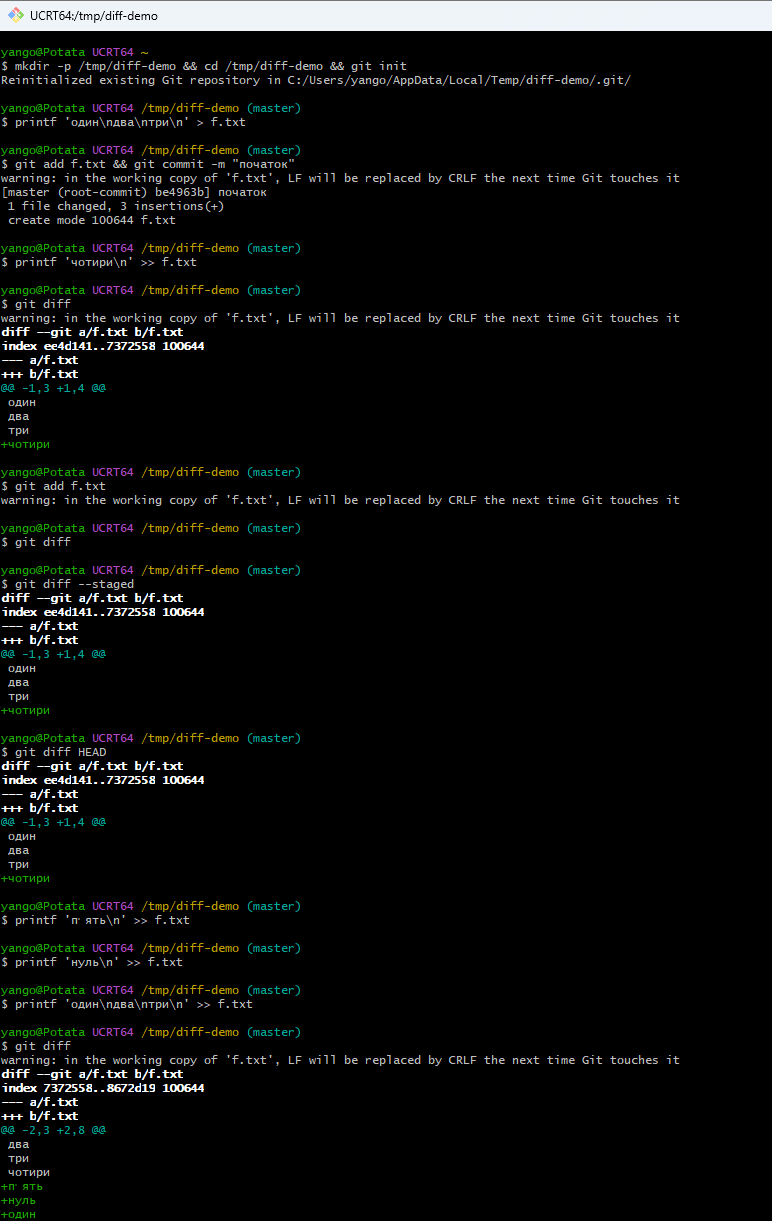 UCRT64:/tmp/diff-demo
yango@Potata UCRT64 ~
$ mkdir -p /tmp/diff-demo && cd /tmp/diff-demo && git init
Reinitialized existing Git repository in C:/Users/yango/AppData/Local/Temp/diff-demo/.git/
yango@Potata UCRT64 /tmp/diff-demo (master)
$ printf 'один\nдва\nтри\n' > f.txt
yango@Potata UCRT64 /tmp/diff-demo (master)
$ git add f.txt && git commit -m "початок"
warning: in the working copy of 'f.txt', LF will be replaced by CRLF the next time Git touches it
[master (root-commit) be4963b] початок
 1 file changed, 3 insertions(+)
 create mode 100644 f.txt
yango@Potata UCRT64 /tmp/diff-demo (master)
$ printf 'чотири\n' >> f.txt
yango@Potata UCRT64 /tmp/diff-demo (master)
$ git diff
warning: in the working copy of 'f.txt', LF will be replaced by CRLF the next time Git touches it
diff --git a/f.txt b/f.txt
index ee4d141..7372558 100644
--- a/f.txt
+++ b/f.txt
@@ -1,3 +1,4 @@
 один
 два
 три
+чотири
yango@Potata UCRT64 /tmp/diff-demo (master)
$ git add f.txt
warning: in the working copy of 'f.txt', LF will be replaced by CRLF the next time Git touches it
yango@Potata UCRT64 /tmp/diff-demo (master)
$ git diff
yango@Potata UCRT64 /tmp/diff-demo (master)
$ git diff --staged
diff --git a/f.txt b/f.txt
index ee4d141..7372558 100644
--- a/f.txt
+++ b/f.txt
@@ -1,3 +1,4 @@
 один
 два
 три
+чотири
yango@Potata UCRT64 /tmp/diff-demo (master)
$ git diff HEAD
diff --git a/f.txt b/f.txt
index ee4d141..7372558 100644
--- a/f.txt
+++ b/f.txt
@@ -1,3 +1,4 @@
 один
 два
 три
+чотири
yango@Potata UCRT64 /tmp/diff-demo (master)
$ printf 'пʼять\n' >> f.txt
yango@Potata UCRT64 /tmp/diff-demo (master)
$ printf 'нуль\n' >> f.txt
yango@Potata UCRT64 /tmp/diff-demo (master)
$ printf 'один\nдва\nтри\n' >> f.txt
yango@Potata UCRT64 /tmp/diff-demo (master)
$ git diff
warning: in the working copy of 'f.txt', LF will be replaced by CRLF the next time Git touches it
diff --git a/f.txt b/f.txt
index 7372558..8672d19 100644
--- a/f.txt
+++ b/f.txt
@@ -2,3 +2,8 @@
 два
 три
 чотири
+пʼять
+нуль
+один